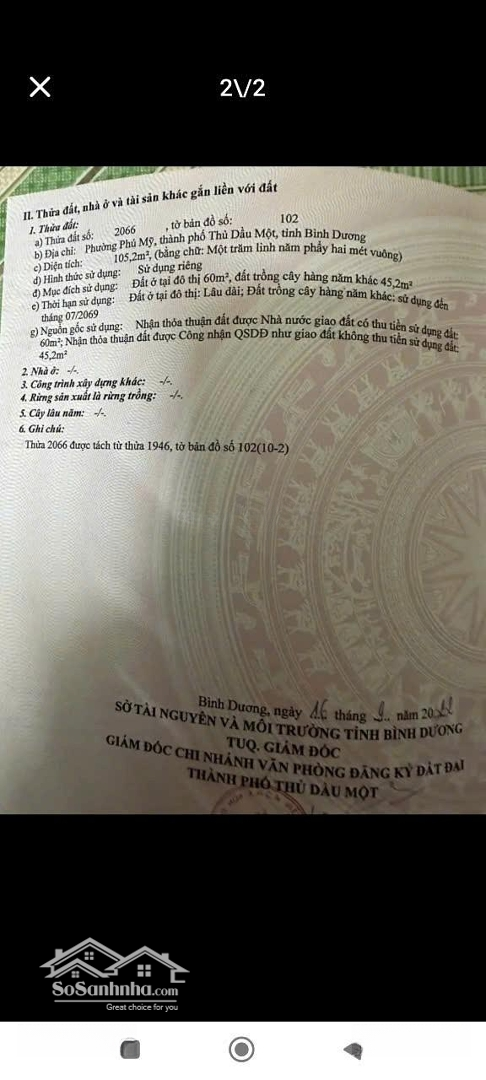 2\/2
II. Thửa đất, nhà ở và tài sản khác gắn liền với đất
1. Thửa đất:
a) Thửa đất số: 2066 , tờ bản đồ số: 102
b) Địa chỉ: Phường Phú Mỹ, thành phố Thủ Dầu Một, tỉnh Bình Dương
c) Diện tích: 105,2m², (bằng chữ: Một trăm linh năm phẩy hai mét vuông)
d) Hình thức sử dụng: Sử dụng riêng
đ) Mục đích sử dụng: Đất ở tại đô thị 60m², đất trồng cây hàng năm khác 45,2m²
e) Thời hạn sử dụng: Đất ở tại đô thị: Lâu dài; Đất trồng cây hàng năm khác: sử dụng đến
tháng 07/2069
g) Nguồn gốc sử dụng: Nhận thỏa thuận đất được Nhà nước giao đất có thu tiền sử dụng đất:
60m²; Nhận thỏa thuận đất được Công nhận QSDĐ như giao đất không thu tiền sử dụng đất:
45,2m²
2. Nhà ở: -/-.
3. Công trình xây dựng khác: -/-.
4. Rừng sản xuất là rừng trồng: -/-.
5. Cây lâu năm: -/-.
6. Ghi chú:
Thửa 2066 được tách từ thửa 1946, tờ bản đồ số 102(10-2)
Bình Dương, ngày 16 tháng 9.. năm 20
SỞ TÀI NGUYÊN VÀ MÔI TRƯỜNG TỈNH BÌNH DƯƠNG
TUQ. GIÁM ĐỐC
GIÁM ĐỐC CHI NHÁNH VĂN PHÒNG ĐĂNG KÝ ĐẤT ĐAI
THÀNH PHỐ THỦ DẦU MỘT
SoSanhnha.com
Great choice for you